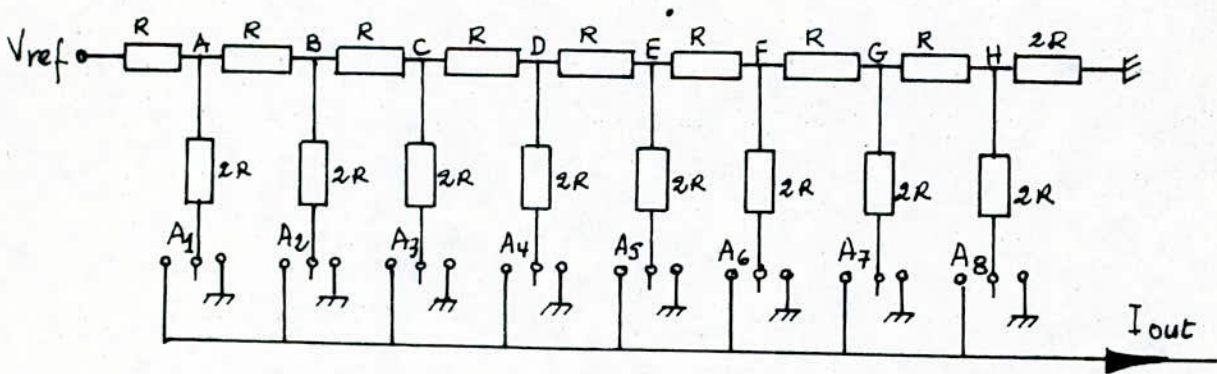 R A R B R C R D R E R F R G R H 2R
Vref
2R 2R 2R 2R 2R 2R 2R 2R
A1 A2 A3 A4 A5 A6 A7 A8
Iout